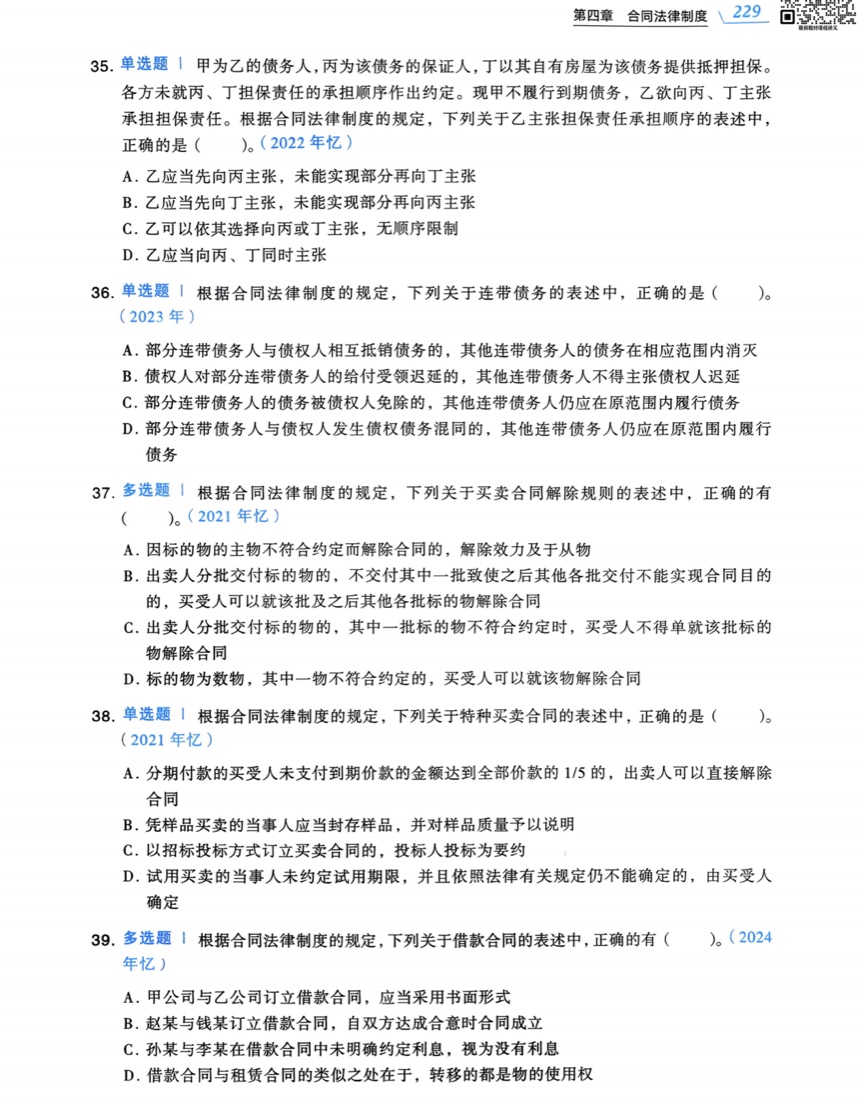 第四章 合同法律制度 229
35. 单选题 | 甲为乙的债务人,丙为该债务的保证人,丁以其自有房屋为该债务提供抵押担保。
各方未就丙、丁担保责任的承担顺序作出约定。现甲不履行到期债务，乙欲向丙、丁主张
承担担保责任。根据合同法律制度的规定，下列关于乙主张担保责任承担顺序的表述中，
正确的是（ ）。（2022 年忆）
A. 乙应当先向丙主张，未能实现部分再向丁主张
B. 乙应当先向丁主张，未能实现部分再向丙主张
C. 乙可以依其选择向丙或丁主张，无顺序限制
D. 乙应当向丙、丁同时主张
36. 单选题 | 根据合同法律制度的规定，下列关于连带债务的表述中，正确的是（ ）。
（2023 年）
A. 部分连带债务人与债权人相互抵销债务的，其他连带债务人的债务在相应范围内消灭
B. 债权人对部分连带债务人的给付受领迟延的，其他连带债务人不得主张债权人迟延
C. 部分连带债务人的债务被债权人免除的，其他连带债务人仍应在原范围内履行债务
D. 部分连带债务人与债权人发生债权债务混同的，其他连带债务人仍应在原范围内履行
债务
37. 多选题 | 根据合同法律制度的规定，下列关于买卖合同解除规则的表述中，正确的有
（ ）。（2021 年忆）
A. 因标的物的主物不符合约定而解除合同的，解除效力及于从物
B. 出卖人分批交付标的物的，不交付其中一批致使之后其他各批交付不能实现合同目的
的，买受人可以就该批及之后其他各批标的物解除合同
C. 出卖人分批交付标的物的，其中一批标的物不符合约定时，买受人不得单就该批标的
物解除合同
D. 标的物为数物，其中一物不符合约定的，买受人可以就该物解除合同
38. 单选题 | 根据合同法律制度的规定，下列关于特种买卖合同的表述中，正确的是（ ）。
（2021 年忆）
A. 分期付款的买受人未支付到期价款的金额达到全部价款的 1/5 的，出卖人可以直接解除
合同
B. 凭样品买卖的当事人应当封存样品，并对样品质量予以说明
C. 以招标投标方式订立买卖合同的，投标人投标为要约
D. 试用买卖的当事人未约定试用期限，并且依照法律有关规定仍不能确定的，由买受人
确定
39. 多选题 | 根据合同法律制度的规定,下列关于借款合同的表述中,正确的有（ ）。（2024
年忆）
A. 甲公司与乙公司订立借款合同，应当采用书面形式
B. 赵某与钱某订立借款合同，自双方达成合意时合同成立
C. 孙某与李某在借款合同中未明确约定利息，视为没有利息
D. 借款合同与租赁合同的类似之处在于，转移的都是物的使用权